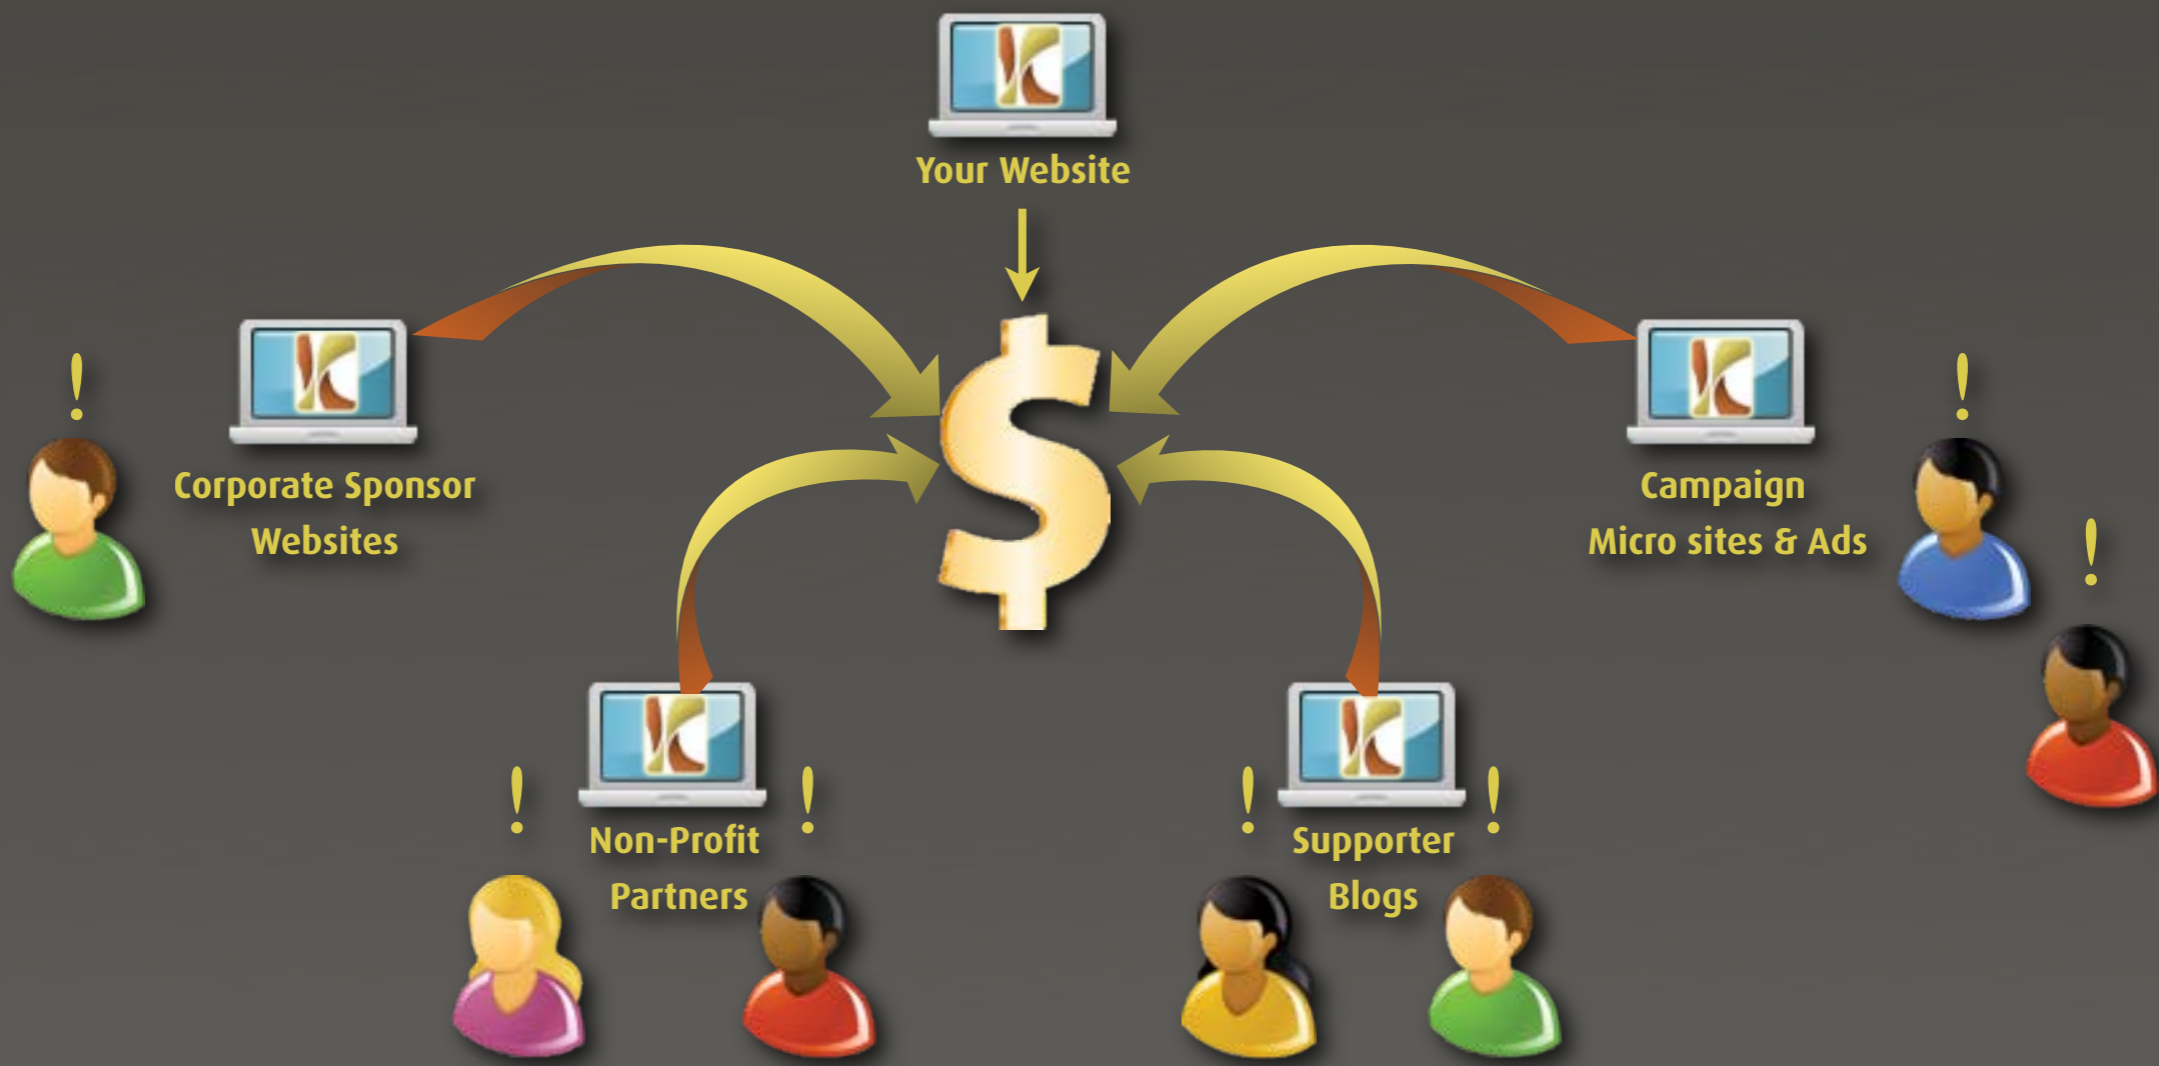 Your Website
Corporate Sponsor
Websites
Campaign
Micro sites & Ads
Non-Profit
Partners
Supporter
Blogs
$
!
!
!
!
!
!
!